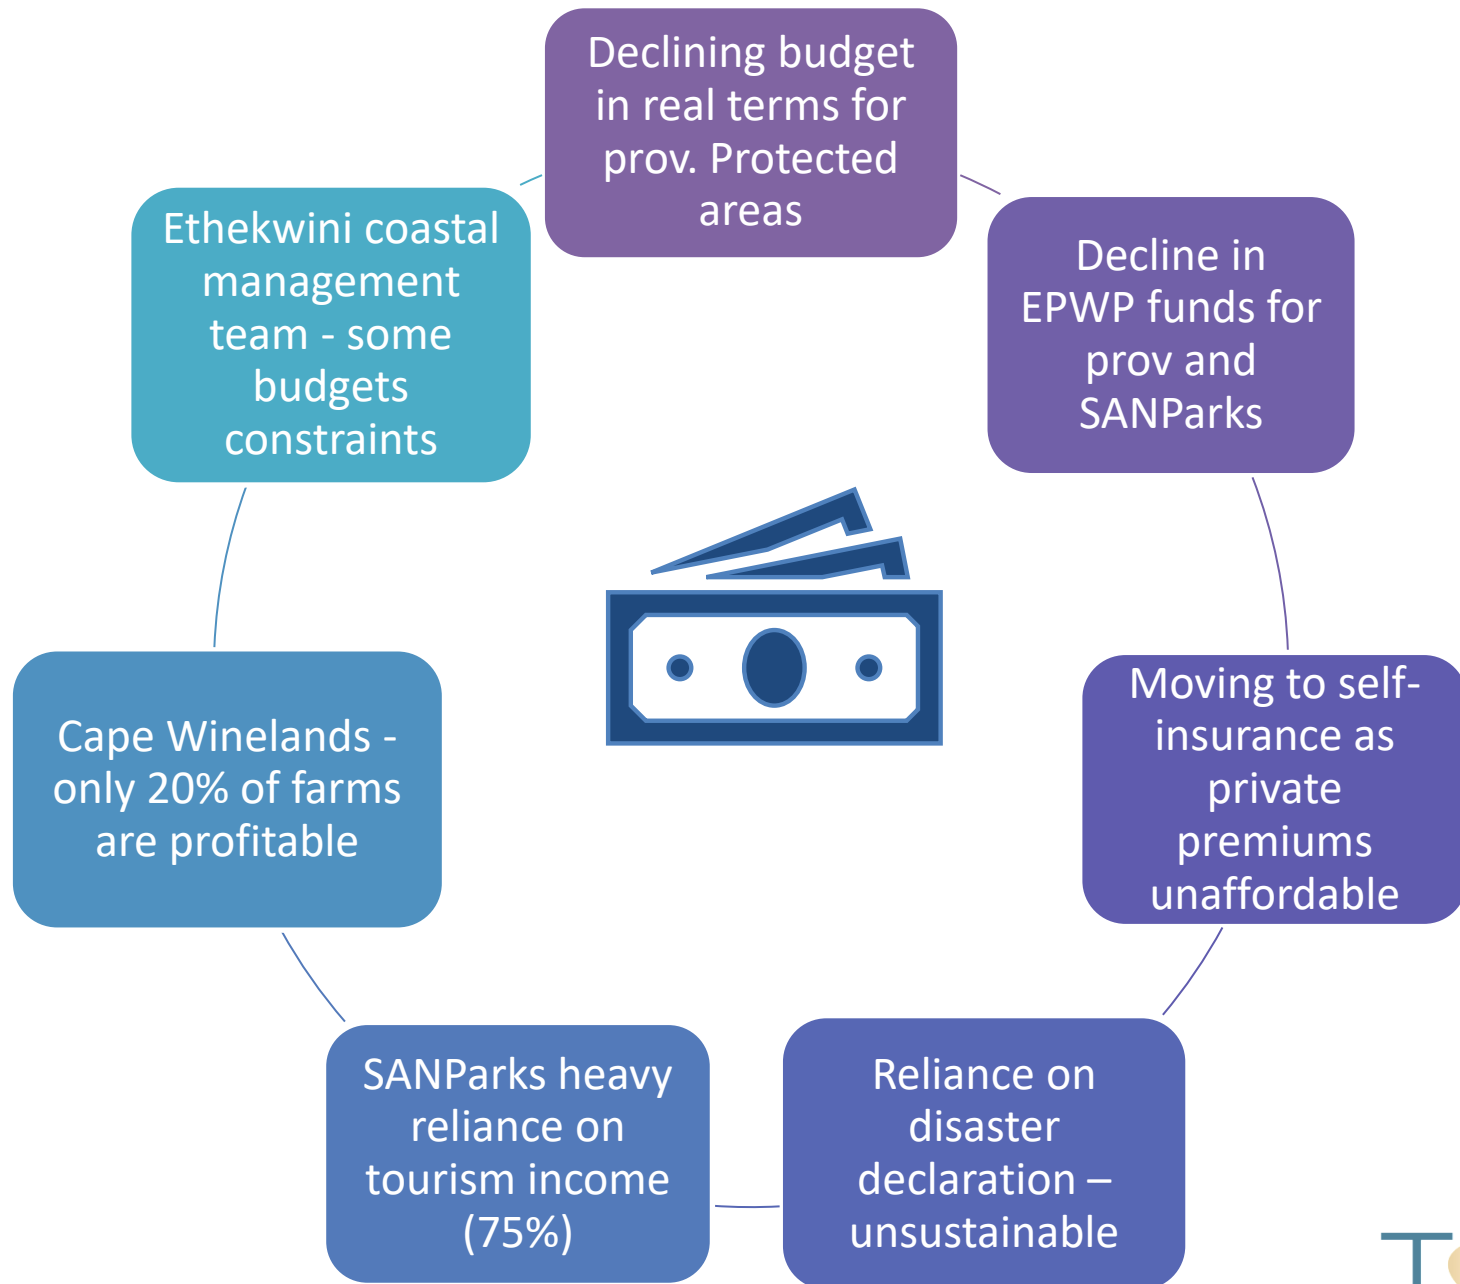 Declining budget
in real terms for
prov. Protected
areas
Decline in
EPWP funds for
prov and
SANParks
Moving to self-
insurance as
private
premiums
unaffordable
Reliance on
disaster
declaration –
unsustainable
SANParks heavy
reliance on
tourism income
(75%)
Cape Winelands -
only 20% of farms
are profitable
Ethekwini coastal
management
team - some
budgets
constraints